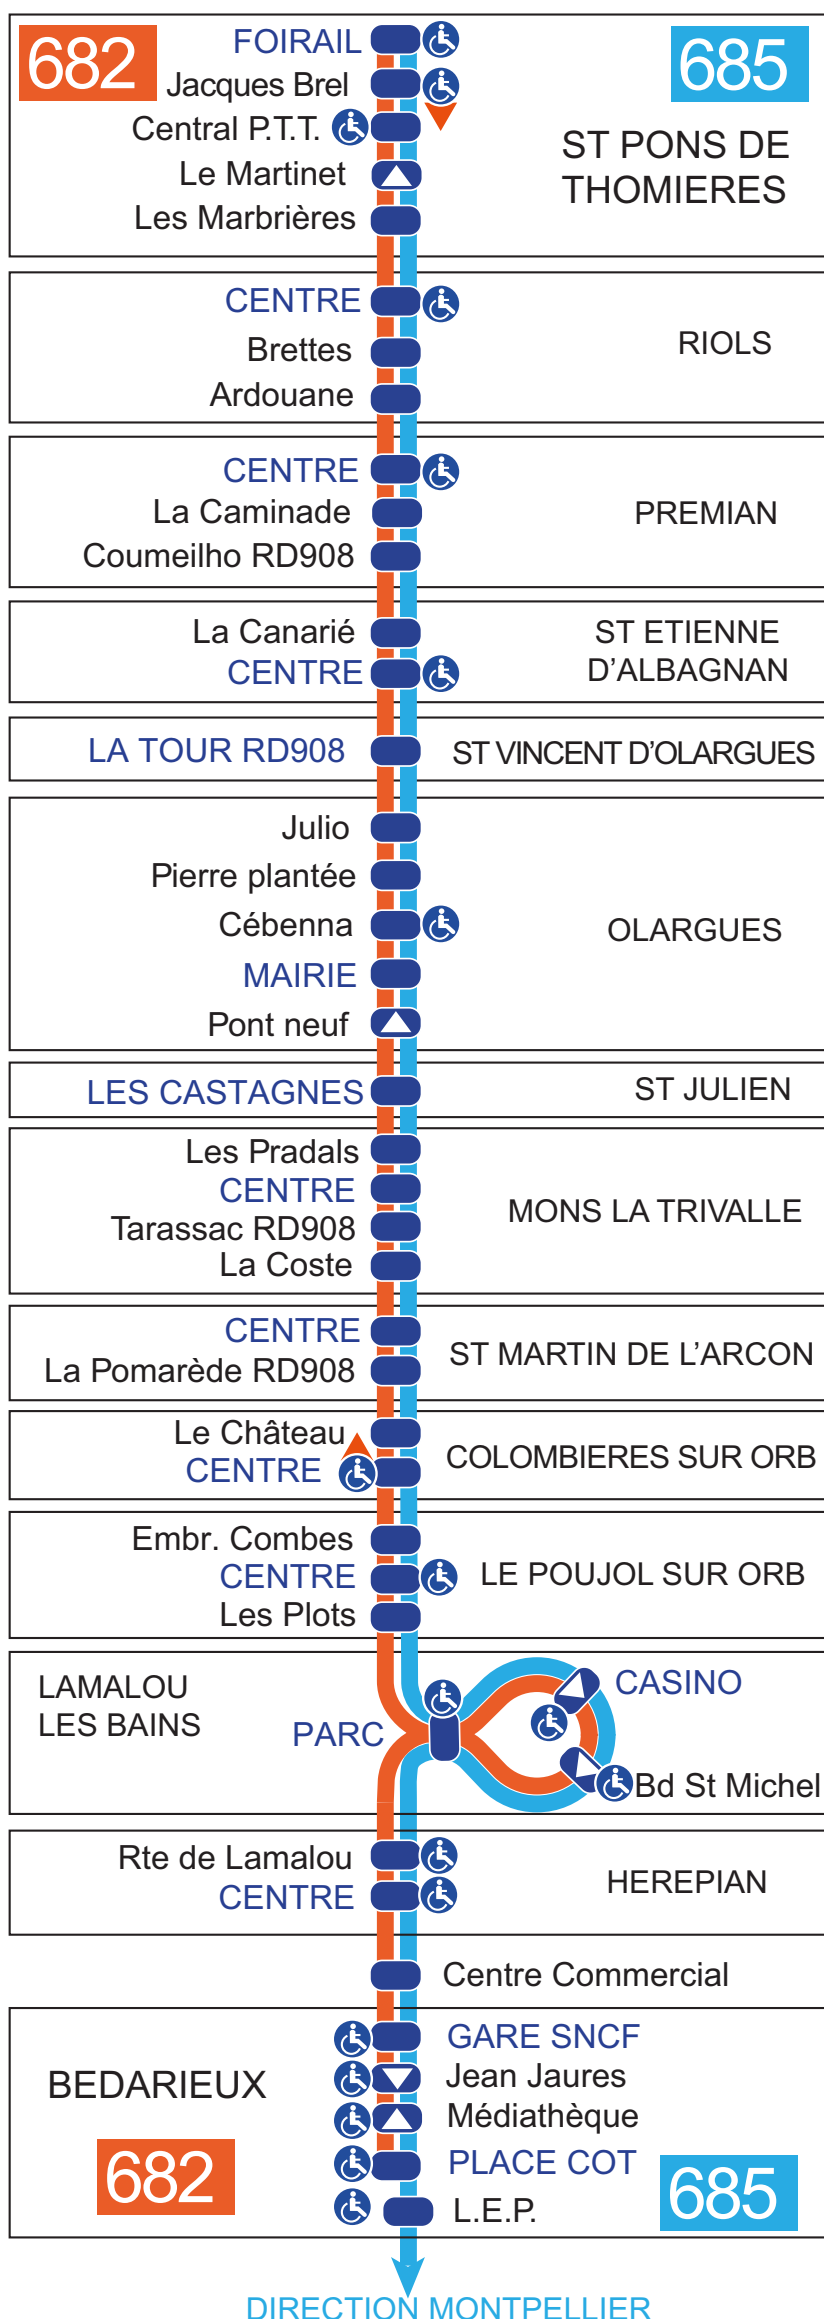 682
685
FOIRAIL
Jacques Brel
Central P.T.T.
Le Martinet
Les Marbrières
ST PONS DE
THOMIERES
CENTRE
Brettes
Ardouane
RIOLS
CENTRE
La Caminade
Coumeilho RD908
PREMIAN
La Canarié
CENTRE
ST ETIENNE
D'ALBAGNAN
LA TOUR RD908
ST VINCENT D'OLARGUES
Julio
Pierre plantée
Cébenna
MAIRIE
Pont neuf
OLARGUES
LES CASTAGNES
ST JULIEN
Les Pradals
CENTRE
Tarassac RD908
La Coste
MONS LA TRIVALLE
CENTRE
La Pomarède RD908
ST MARTIN DE L'ARCON
Le Château
CENTRE
COLOMBIERES SUR ORB
Embr. Combes
CENTRE
Les Plots
LE POUJOL SUR ORB
LAMALOU
LES BAINS
PARC
CASINO
Bd St Michel
Rte de Lamalou
CENTRE
HEREPIAN
Centre Commercial
BEDARIEUX
GARE SNCF
Jean Jaures
Médiathèque
PLACE COT
L.E.P.
682
685
DIRECTION MONTPELLIER